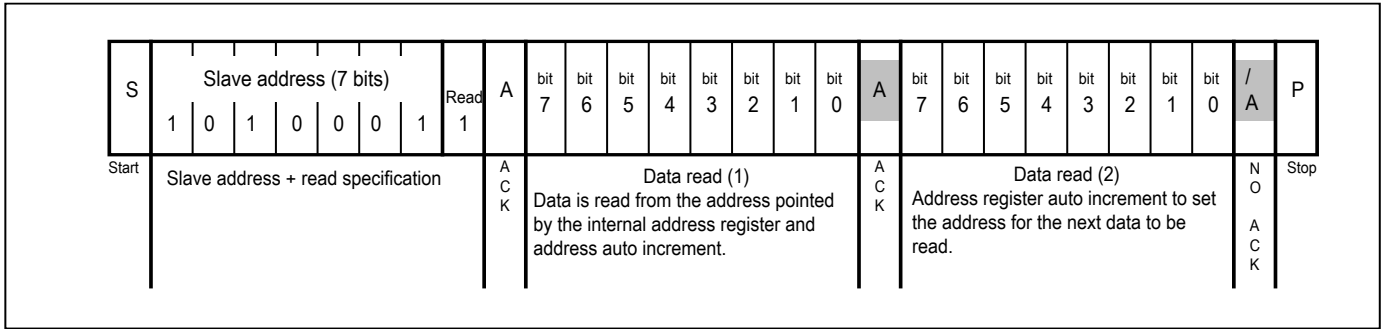 S
Slave address (7 bits)
1 0 1 0 0 0 1
Read
1
A
bit bit bit bit bit bit bit bit
7 6 5 4 3 2 1 0
A
bit bit bit bit bit bit bit bit
7 6 5 4 3 2 1 0
/
A
P
Start
Slave address + read specification
A
C
K
Data read (1)
Data is read from the address pointed
by the internal address register and
address auto increment.
A
C
K
Data read (2)
Address register auto increment to set
the address for the next data to be
read.
N
O
A
C
K
Stop